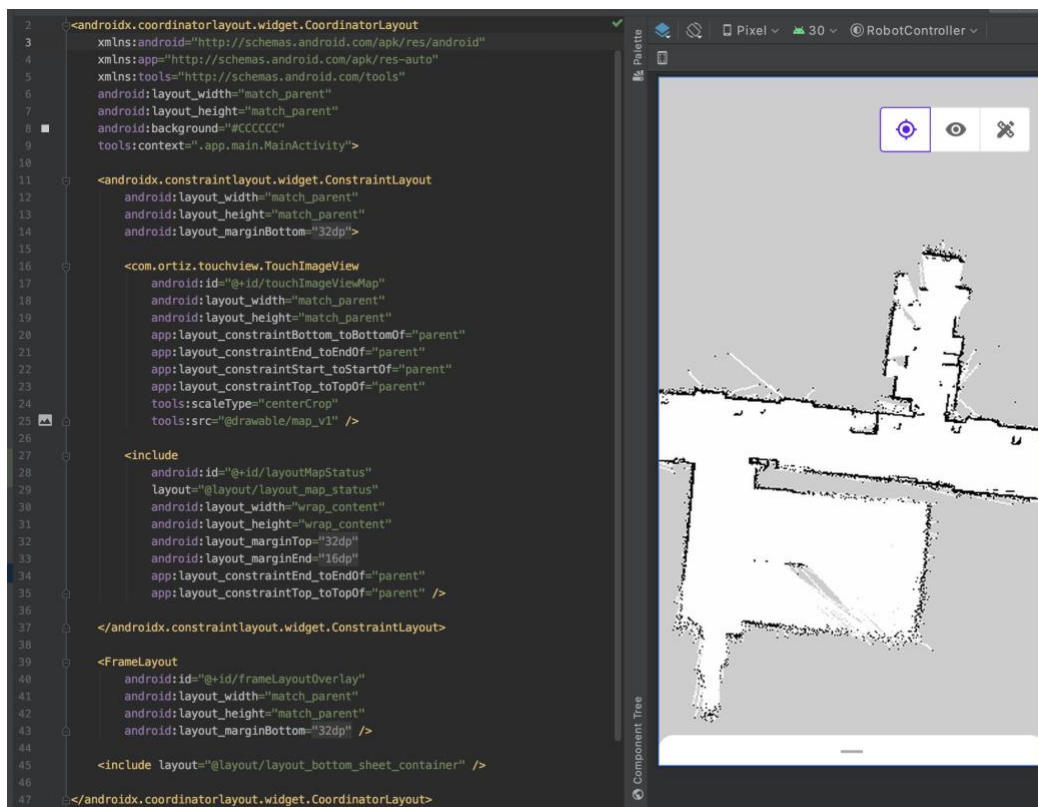 2 <androidx.coordinatorlayout.widget.CoordinatorLayout
3 xmlns:android="http://schemas.android.com/apk/res/android"
4 xmlns:app="http://schemas.android.com/apk/res-auto"
5 xmlns:tools="http://schemas.android.com/tools"
6 android:layout_width="match_parent"
7 android:layout_height="match_parent"
8 android:background="#CCCCCC"
9 tools:context=".app.main.MainActivity">
10
11 <androidx.constraintlayout.widget.ConstraintLayout
12 android:layout_width="match_parent"
13 android:layout_height="match_parent"
14 android:layout_marginBottom="32dp">
15
16 <com.ortiz.touchview.TouchImageView
17 android:id="@+id/touchImageViewMap"
18 android:layout_width="match_parent"
19 android:layout_height="match_parent"
20 app:layout_constraintBottom_toBottomOf="parent"
21 app:layout_constraintEnd_toEndOf="parent"
22 app:layout_constraintStart_toStartOf="parent"
23 app:layout_constraintTop_toTopOf="parent"
24 tools:scaleType="centerCrop"
25 tools:src="@drawable/map_v1" />
26
27 <include
28 android:id="@+id/layoutMapStatus"
29 layout="@layout/layout_map_status"
30 android:layout_width="wrap_content"
31 android:layout_height="wrap_content"
32 android:layout_marginTop="32dp"
33 android:layout_marginEnd="16dp"
34 app:layout_constraintEnd_toEndOf="parent"
35 app:layout_constraintTop_toTopOf="parent" />
36
37 </androidx.constraintlayout.widget.ConstraintLayout>
38
39 <FrameLayout
40 android:id="@+id/frameLayoutOverlay"
41 android:layout_width="match_parent"
42 android:layout_height="match_parent"
43 android:layout_marginBottom="32dp" />
44
45 <include layout="@layout/layout_bottom_sheet_container" />
46
47 </androidx.coordinatorlayout.widget.CoordinatorLayout>
Palette
Component Tree
Pixel 30 RobotController